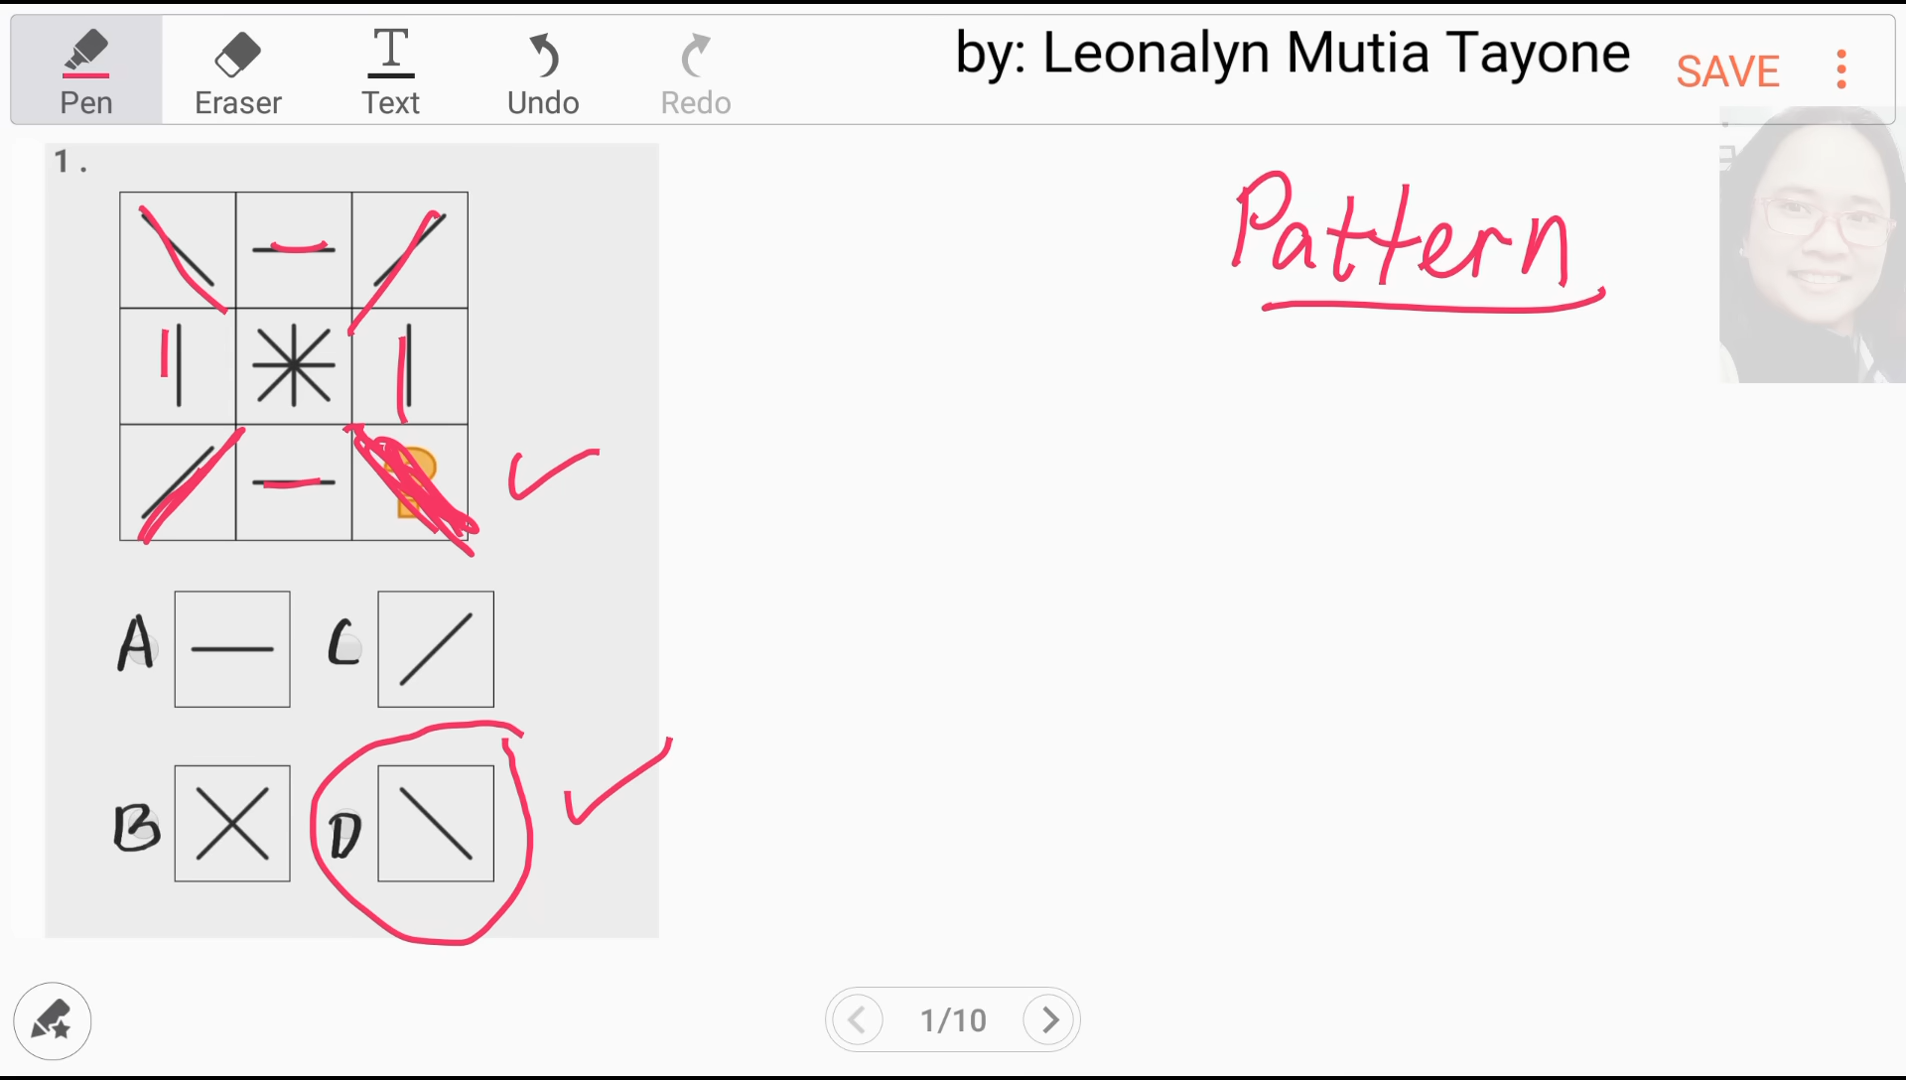 Pen
Eraser
T
Text
Undo
Redo
by: Leonalyn Mutia Tayone
SAVE
1.
Pattern
?
A
C
B
D
1/10